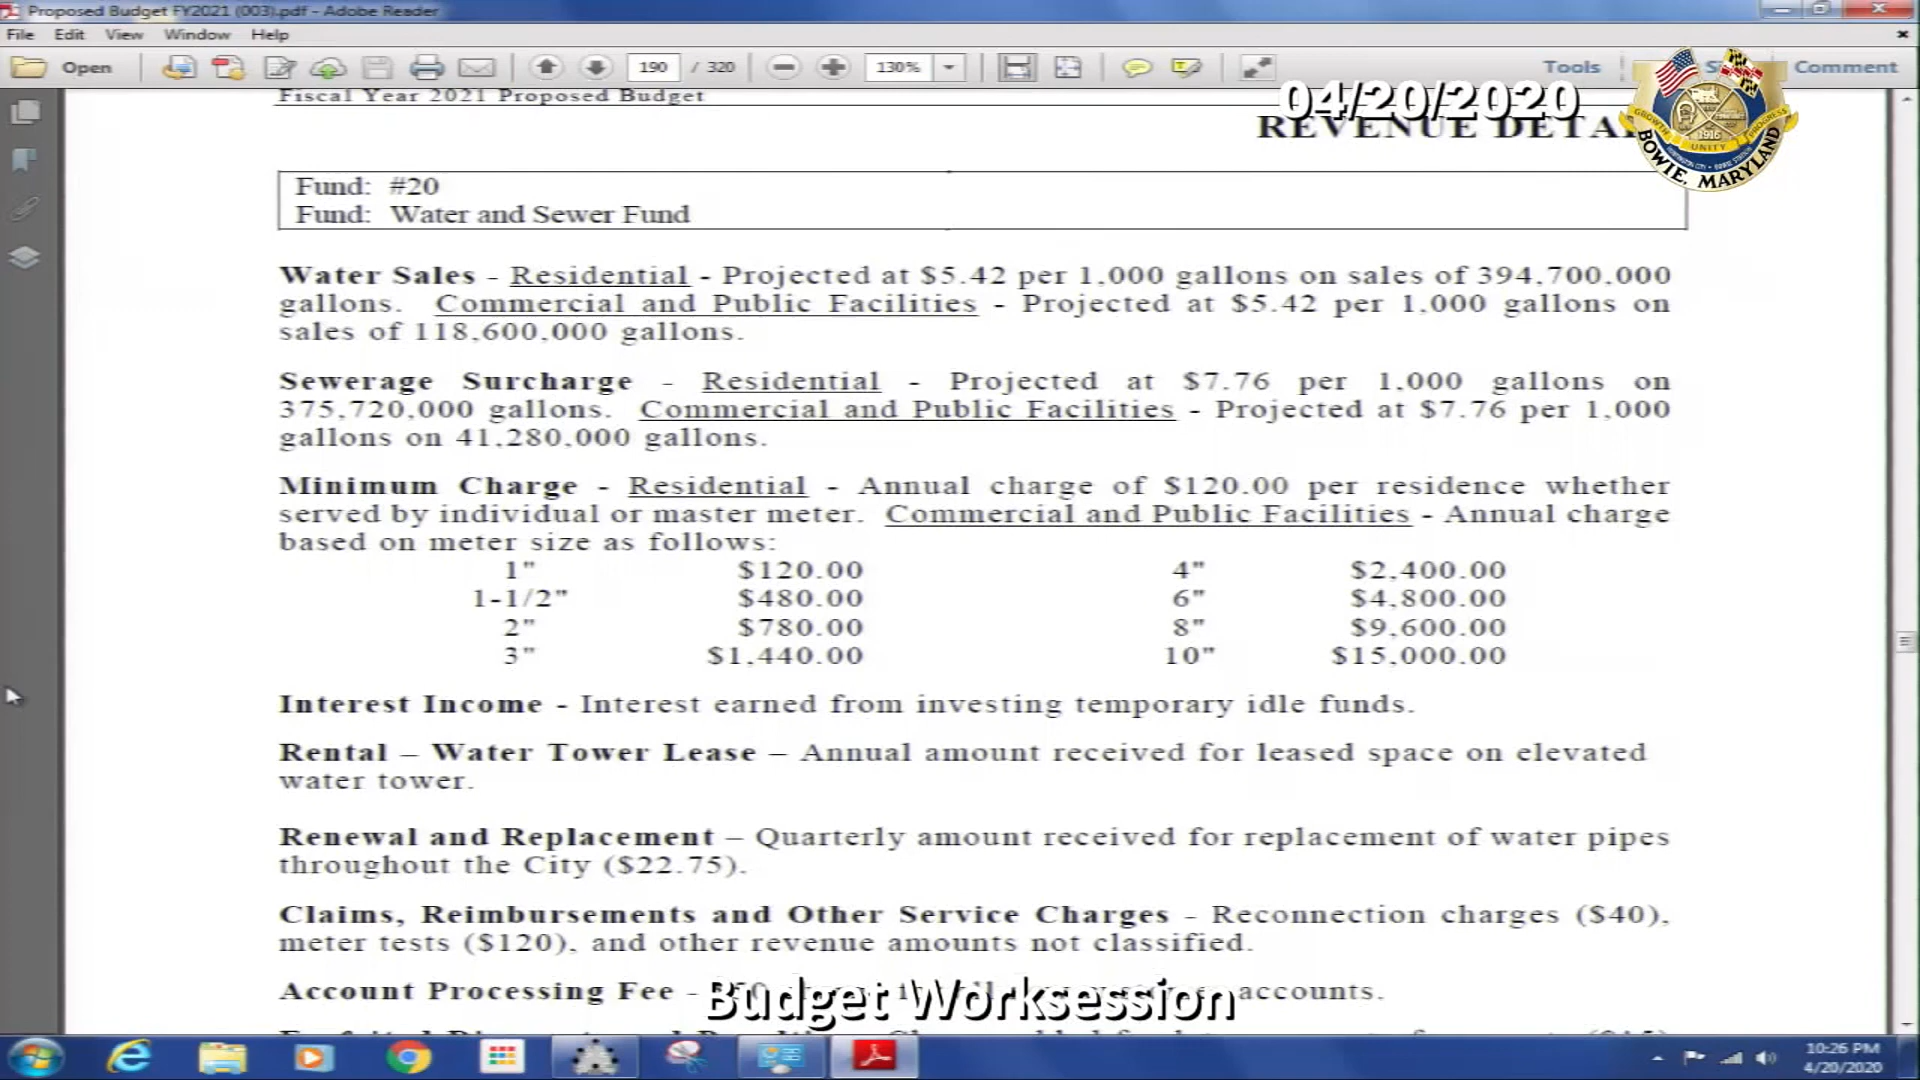 Proposed Budget FY2021 (003).pdf - Adobe Reader
File Edit View Window Help
Open 190 / 320 130% Tools Comment
Fiscal Year 2021 Proposed Budget
04/20/2020
REVENUE DETA
GROWTH UNITY PROGRESS
1916
BOWIE, MARYLAND
Fund: #20
Fund: Water and Sewer Fund
Water Sales - Residential - Projected at $5.42 per 1,000 gallons on sales of 394,700,000
gallons. Commercial and Public Facilities - Projected at $5.42 per 1,000 gallons on
sales of 118,600,000 gallons.
Sewerage Surcharge - Residential - Projected at $7.76 per 1,000 gallons on
375,720,000 gallons. Commercial and Public Facilities - Projected at $7.76 per 1,000
gallons on 41,280,000 gallons.
Minimum Charge - Residential - Annual charge of $120.00 per residence whether
served by individual or master meter. Commercial and Public Facilities - Annual charge
based on meter size as follows:
1" $120.00 4" $2,400.00
1-1/2" $480.00 6" $4,800.00
2" $780.00 8" $9,600.00
3" $1,440.00 10" $15,000.00
Interest Income - Interest earned from investing temporary idle funds.
Rental – Water Tower Lease – Annual amount received for leased space on elevated
water tower.
Renewal and Replacement – Quarterly amount received for replacement of water pipes
throughout the City ($22.75).
Claims, Reimbursements and Other Service Charges - Reconnection charges ($40),
meter tests ($120), and other revenue amounts not classified.
Account Processing Fee - accounts.
Budget Worksession
10:26 PM
4/20/2020